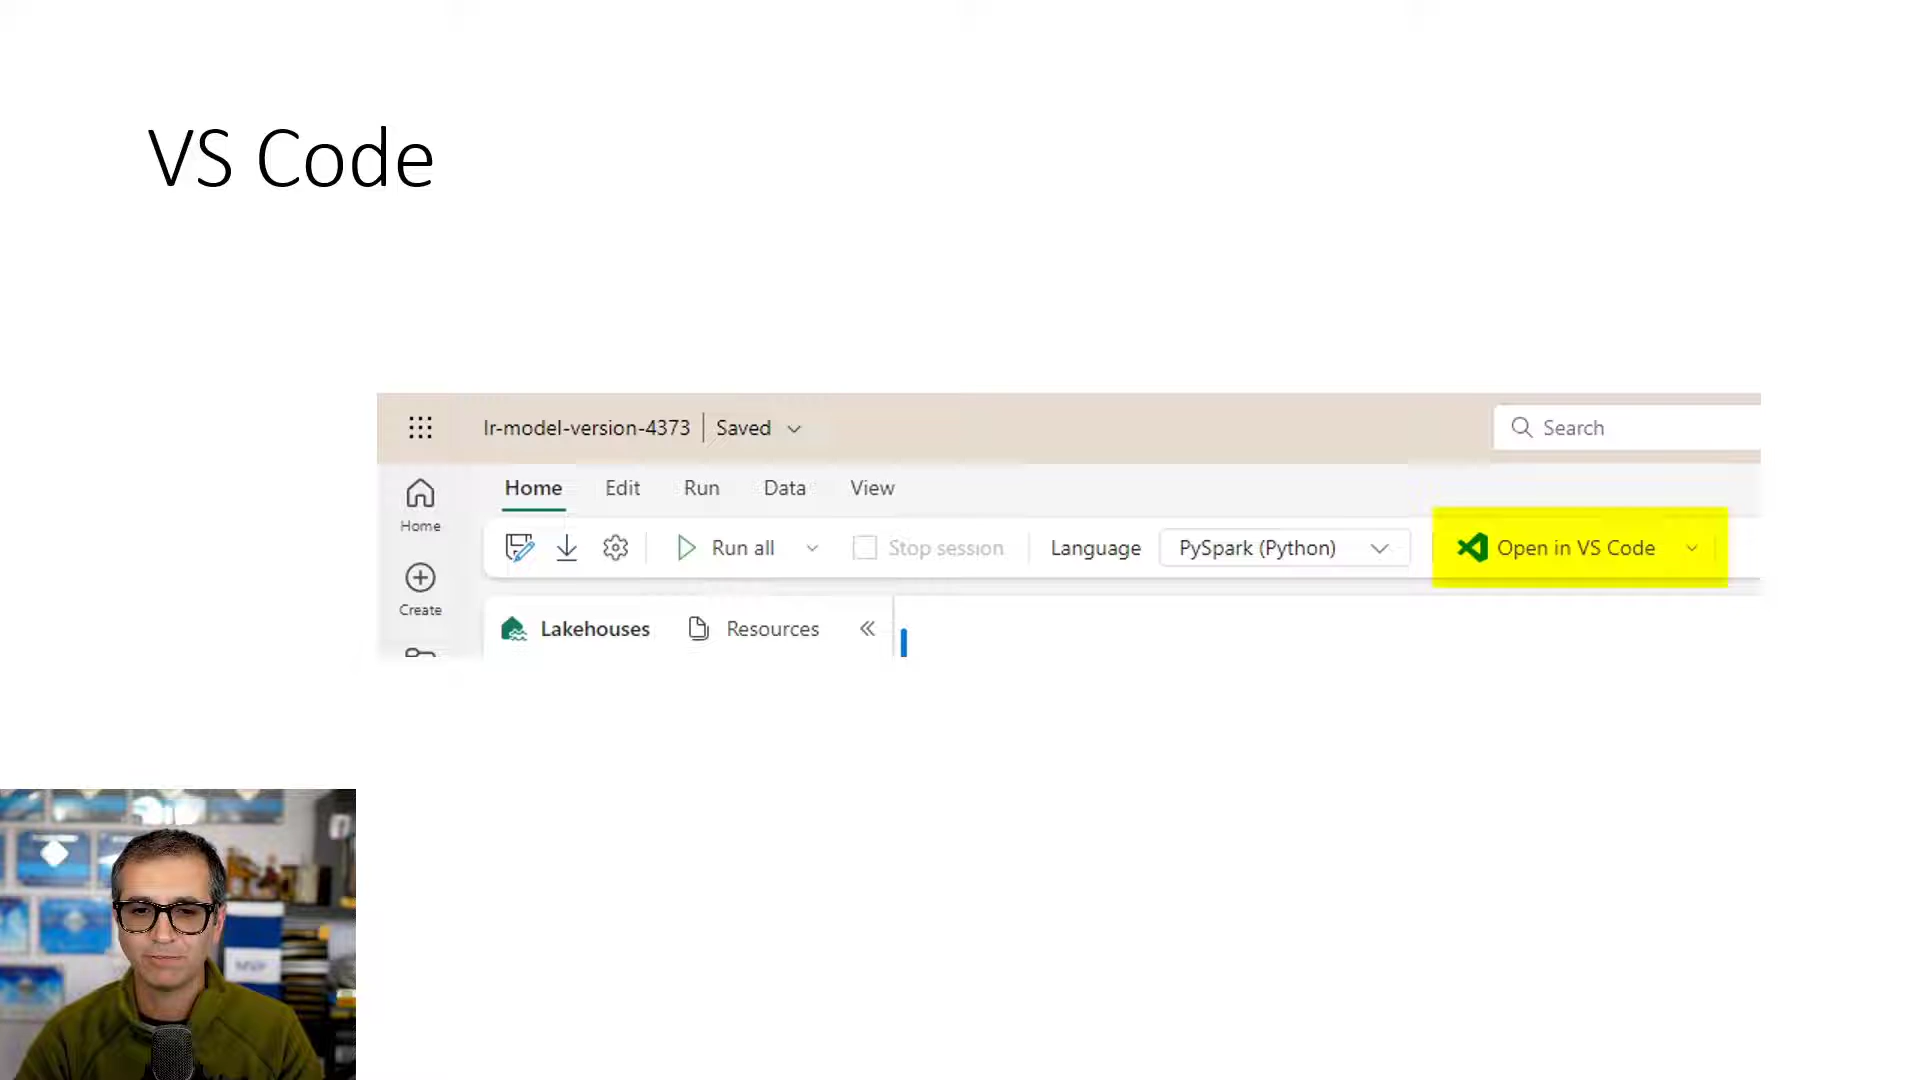 VS Code
lr-model-version-4373 Saved
Search
Home Edit Run Data View
Home
Run all Stop session Language PySpark (Python) Open in VS Code
Create
Lakehouses Resources
MVP